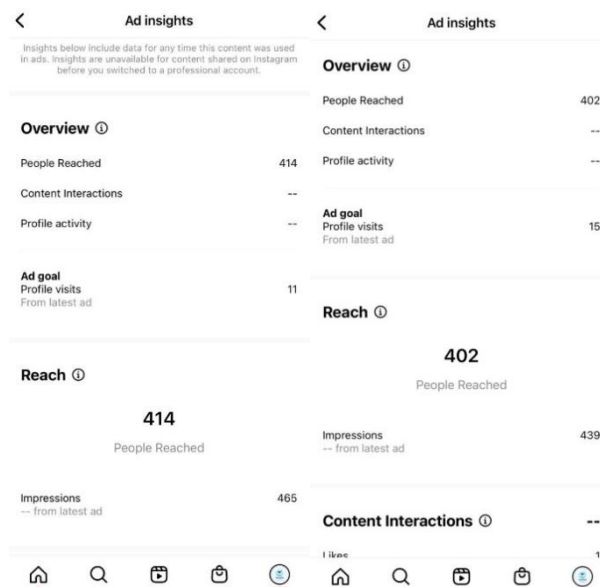 Ad insights
Insights below include data for any time this content was used
in ads. Insights are unavailable for content shared on Instagram
before you switched to a professional account.
Overview
People Reached 414
Content Interactions --
Profile activity --
Ad goal
Profile visits 11
From latest ad
Reach
414
People Reached
Impressions 465
-- from latest ad
Ad insights
Overview
People Reached 402
Content Interactions --
Profile activity --
Ad goal
Profile visits 15
From latest ad
Reach
402
People Reached
Impressions 439
-- from latest ad
Content Interactions --
Likes 1